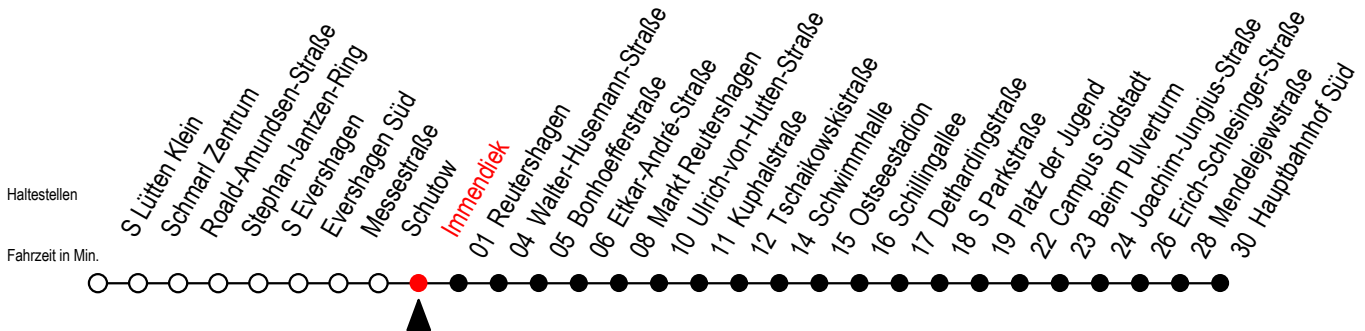 Haltestellen
Fahrzeit in Min.
S Lütten Klein
Schmarl Zentrum
Roald-Amundsen-Straße
Stephan-Jantzen-Ring
S Evershagen
Evershagen Süd
Messestraße
Schutow
Immendiek
01 Reutershagen
04 Walter-Husemann-Straße
05 Bonhoefferstraße
06 Etkar-André-Straße
08 Markt Reutershagen
10 Ulrich-von-Hutten-Straße
11 Kuphalstraße
12 Tschaikowskistraße
14 Schwimmhalle
15 Ostseestadion
16 Schillingallee
17 Dethardingstraße
18 S Parkstraße
19 Platz der Jugend
22 Campus Südstadt
23 Beim Pulverturm
24 Joachim-Jungius-Straße
26 Erich-Schlesinger-Straße
28 Mendelejewstraße
30 Hauptbahnhof Süd